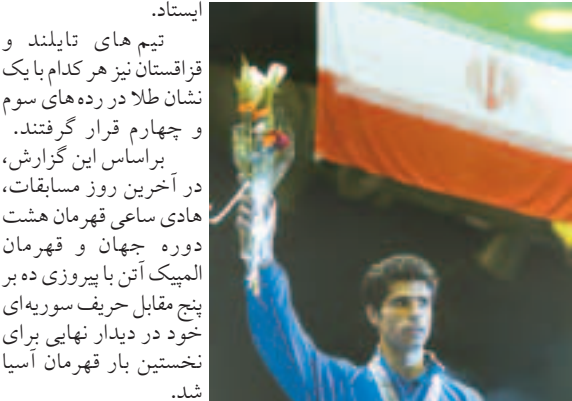 ایستاد.
تیم های تایلند و
قزاقستان نیز هر کدام با یک
نشان طلا در رده های سوم
و چهارم قرار گرفتند.
براساس این گزارش،
در آخرین روز مسابقات،
هادی ساعی قهرمان هشت
دوره جهان و قهرمان
المپیک آتن با پیروزی ده بر
پنج مقابل حریف سوریه‌ای
خود در دیدار نهایی برای
نخستین بار قهرمان آسیا
شد.